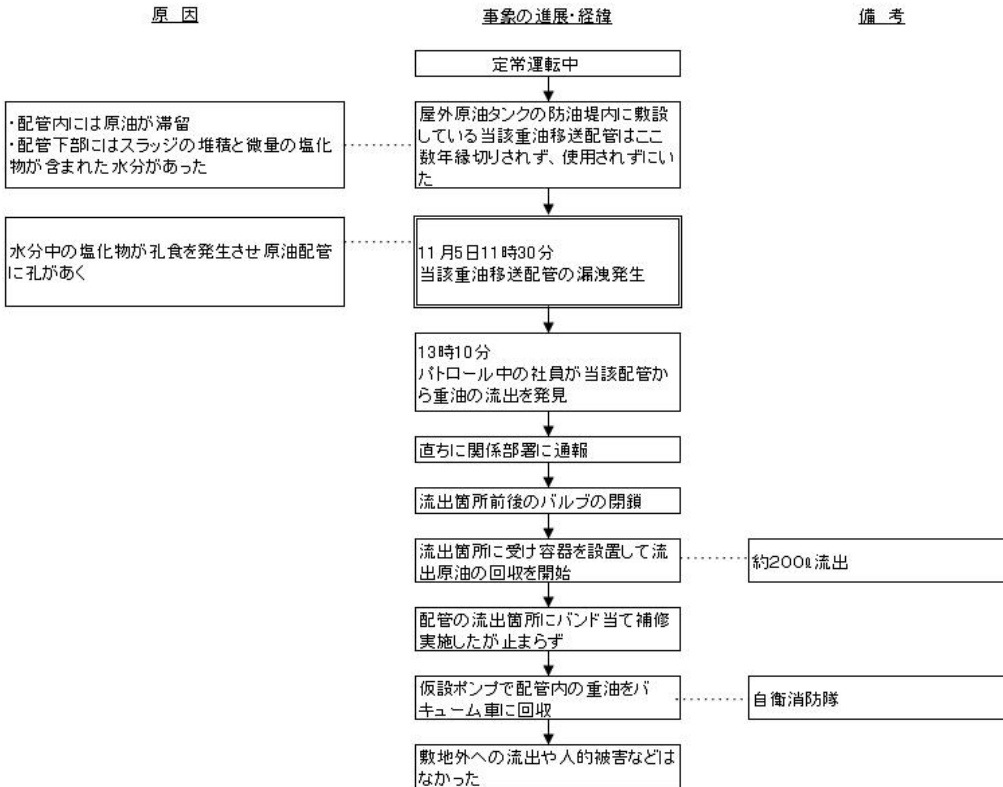 原 因
事象の進展・経緯
備 考
定常運転中
・配管内には原油が滞留
・配管下部にはスラッジの堆積と微量の塩化
物が含まれた水分があった
屋外原油タンクの防油堤内に敷設
している当該重油移送配管はここ
数年縁切りされず、使用されずにい
た
水分中の塩化物が孔食を発生させ原油配管
に孔があく
11月5日11時30分
当該重油移送配管の漏洩発生
13時10分
パトロール中の社員が当該配管か
ら重油の流出を発見
直ちに関係部署に通報
流出箇所前後のバルブの閉鎖
流出箇所に受け容器を設置して流
出原油の回収を開始
約200ℓ流出
配管の流出箇所にバンド当て補修
実施したが止まらず
仮設ポンプで配管内の重油をバ
キューム車に回収
自衛消防隊
敷地外への流出や人的被害などは
なかった